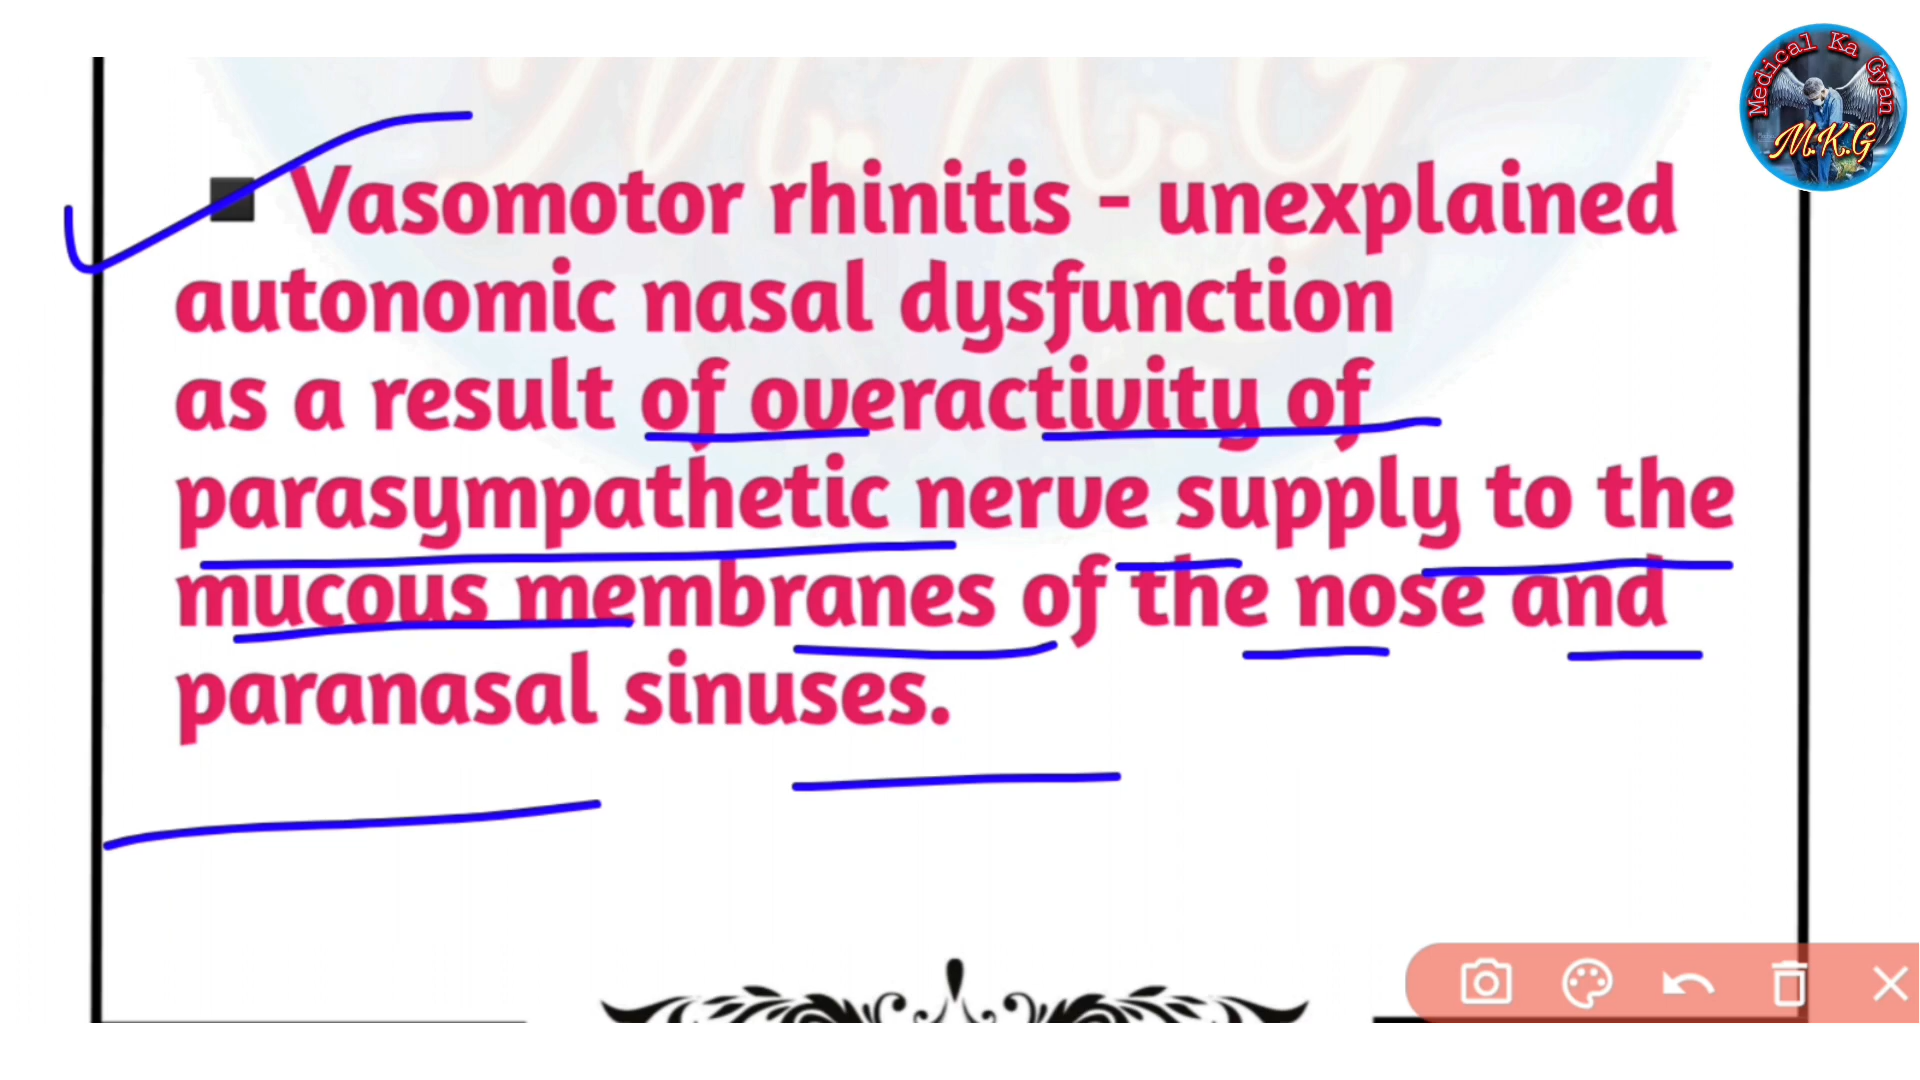 Medical Ka Gyan
M.K.G
M.K.G
▪ Vasomotor rhinitis - unexplained
autonomic nasal dysfunction
as a result of overactivity of
parasympathetic nerve supply to the
mucous membranes of the nose and
paranasal sinuses.